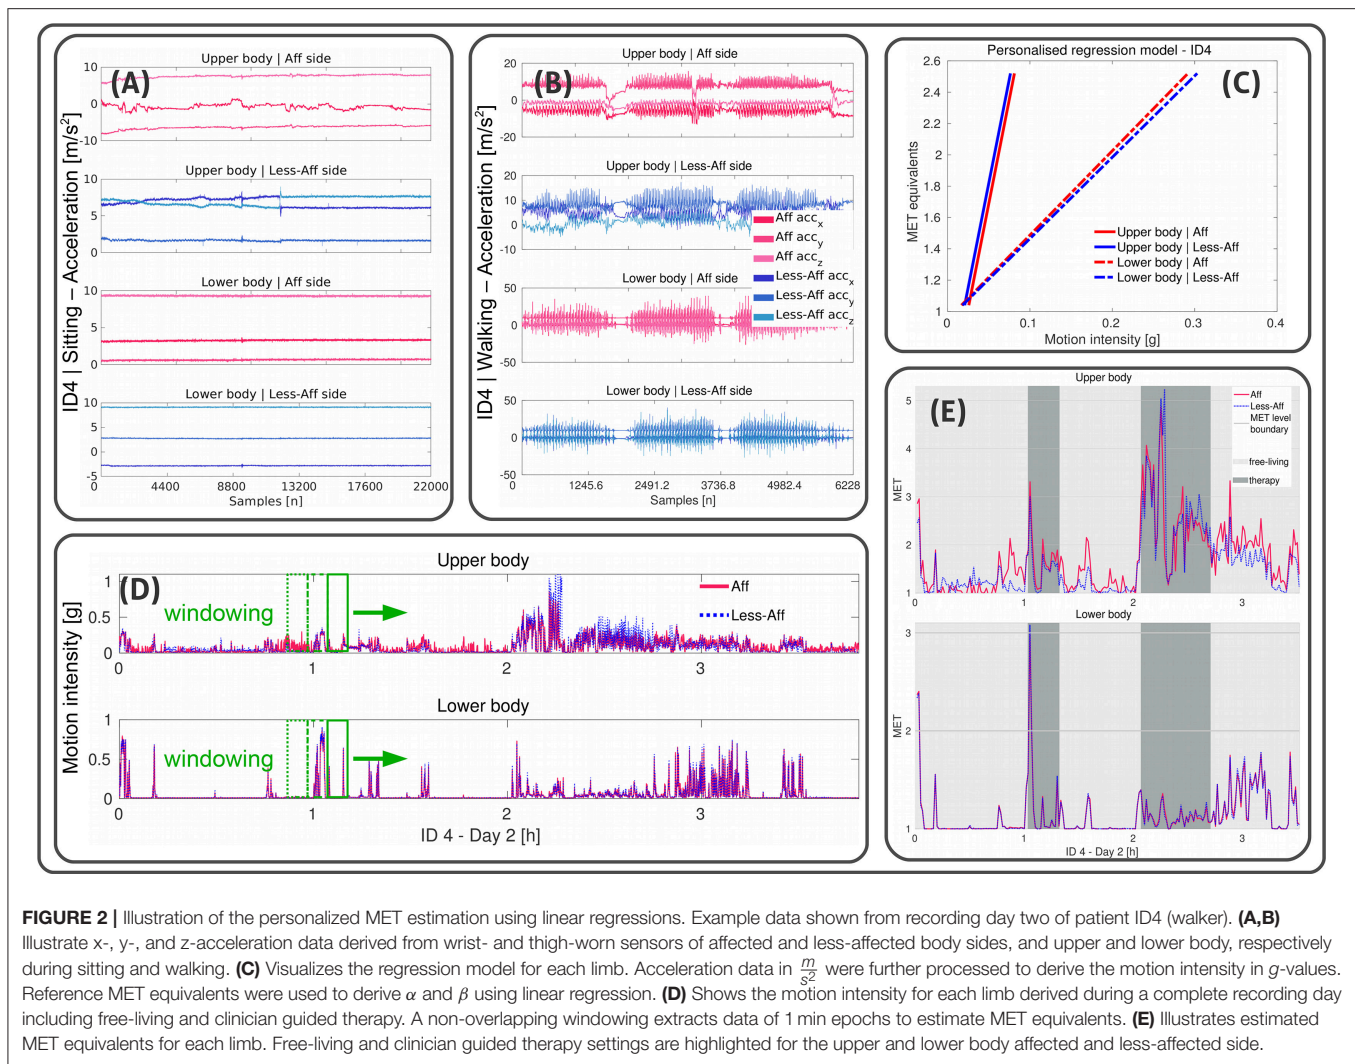 (A)
ID4 | Sitting – Acceleration [m/s²]
Upper body | Aff side
10
0
-10
Upper body | Less-Aff side
10
5
0
Lower body | Aff side
10
5
0
Lower body | Less-Aff side
10
5
0
-5
0 4400 8800 13200 17600 22000
Samples [n]
(B)
ID4 | Walking – Acceleration [m/s²]
Upper body | Aff side
20
16
0
-20
Upper body | Less-Aff side
20
10
0
-10
Aff acc_x
Aff acc_y
Aff acc_z
Less-Aff acc_x
Less-Aff acc_y
Less-Aff acc_z
Lower body | Aff side
50
0
-50
Lower body | Less-Aff side
50
0
-50
0 1245.6 2491.2 3736.8 4982.4 6228
Samples [n]
(C)
Personalised regression model - ID4
MET equivalents
2.6
2.4
2.2
2
1.8
1.6
1.4
1.2
1
Upper body | Aff
Upper body | Less-Aff
Lower body | Aff
Lower body | Less-Aff
0 0.1 0.2 0.3 0.4
Motion intensity [g]
(D)
Motion intensity [g]
Upper body
1
0.5
0
windowing
Aff
Less-Aff
0 1 2 3
Lower body
1
0.5
0
windowing
0 1 2 3
ID 4 - Day 2 [h]
(E)
Upper body
MET
5
4
3
2
1
Aff
Less-Aff
MET level
boundary
free-living
therapy
0 1 2 3
Lower body
MET
3
2
1
0 1 2 3
ID 4 - Day 2 [h]
FIGURE 2 | Illustration of the personalized MET estimation using linear regressions. Example data shown from recording day two of patient ID4 (walker). (A,B)
Illustrate x-, y-, and z-acceleration data derived from wrist- and thigh-worn sensors of affected and less-affected body sides, and upper and lower body, respectively
during sitting and walking. (C) Visualizes the regression model for each limb. Acceleration data in m/s² were further processed to derive the motion intensity in g-values.
Reference MET equivalents were used to derive α and β using linear regression. (D) Shows the motion intensity for each limb derived during a complete recording day
including free-living and clinician guided therapy. A non-overlapping windowing extracts data of 1 min epochs to estimate MET equivalents. (E) Illustrates estimated
MET equivalents for each limb. Free-living and clinician guided therapy settings are highlighted for the upper and lower body affected and less-affected side.